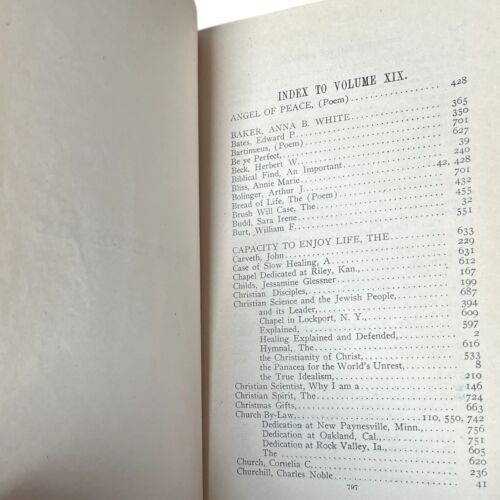 INDEX TO VOLUME XIX.
ANGEL OF PEACE, (Poem) 428
BAKER, ANNA B. WHITE 365
Bates, Edward P. 350
Bartimæus, (Poem) 701
Be ye Perfect, 627
Beck, Herbert W. 39
Biblical Find, An Important 240
Bliss, Annie Marie 42, 428
Bolinger, Arthur J. 701
Bread of Life, The (Poem) 432
Brush Will Case, The 455
Budd, Sara Irene 32
Burt, William F. 551
CAPACITY TO ENJOY LIFE, THE 633
Carveth, John 229
Case of Slow Healing, A 631
Chapel Dedicated at Riley, Kan., 612
Childs, Jessamine Glessner 167
Christian Disciples, 199
Christian Science and the Jewish People, 687
and its Leader, 394
Chapel in Lockport, N. Y., 609
Explained, 597
Healing Explained and Defended, 2
Hymnal, The 606
the Christianity of Christ, 533
the Panacea for the World's Unrest, 8
the True Idealism, 210
Christian Scientist, Why I am a 146
Christian Spirit, The 724
Christmas Gifts, 663
Church By-Law, 110, 550, 742
Dedication at New Paynesville, Minn., 756
Dedication at Oakland, Cal., 751
Dedication at Rock Valley, Ia., 605
The 620
Church, Cornelia C. 236
Churchill, Charles Noble 41
797